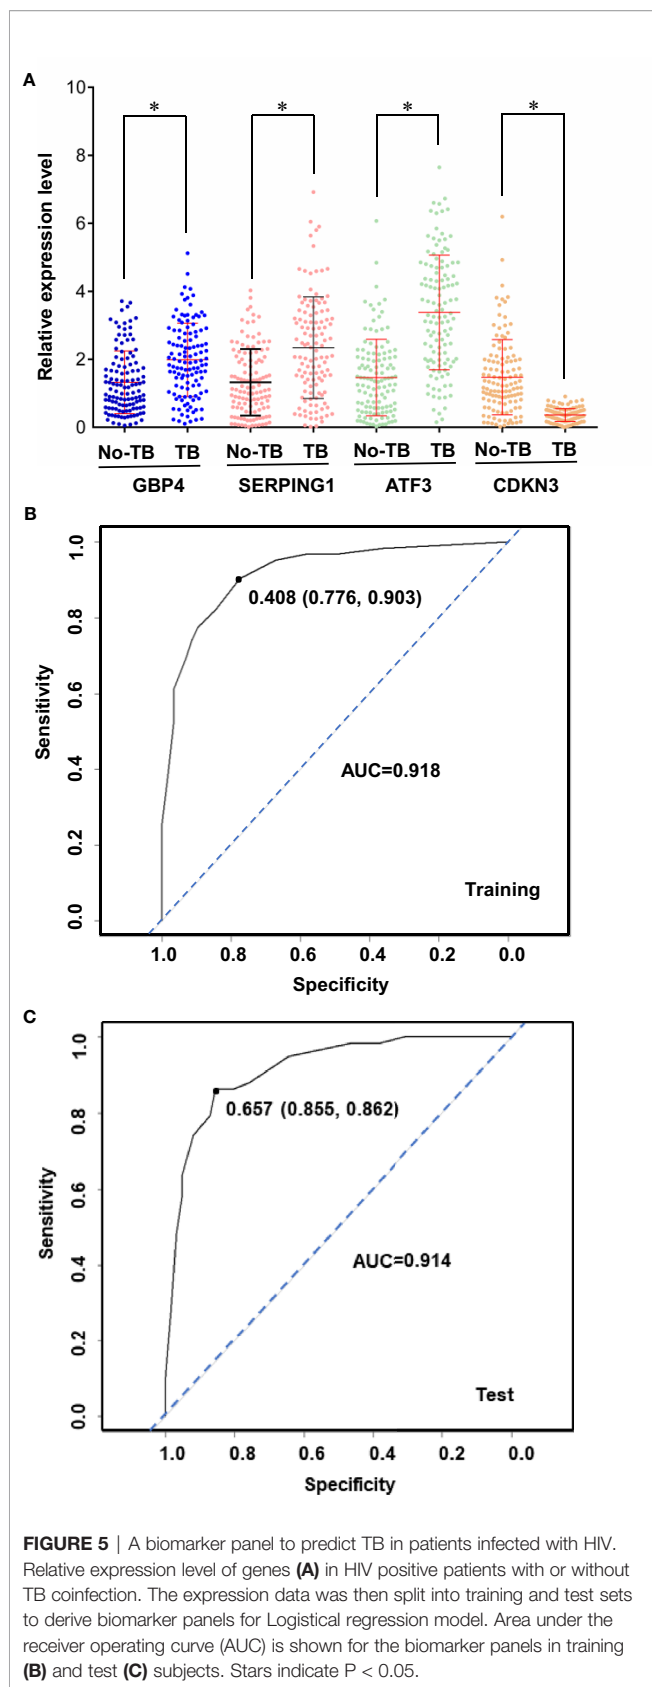 A
Relative expression level
10
8
6
4
2
0
* * * *
No-TB TB No-TB TB No-TB TB No-TB TB
GBP4 SERPING1 ATF3 CDKN3
B
Sensitivity
1.0
0.8
0.6
0.4
0.2
0.0
0.408 (0.776, 0.903)
AUC=0.918
Training
1.0 0.8 0.6 0.4 0.2 0.0
Specificity
C
Sensitivity
1.0
0.8
0.6
0.4
0.2
0.0
0.657 (0.855, 0.862)
AUC=0.914
Test
1.0 0.8 0.6 0.4 0.2 0.0
Specificity
FIGURE 5 | A biomarker panel to predict TB in patients infected with HIV.
Relative expression level of genes (A) in HIV positive patients with or without
TB coinfection. The expression data was then split into training and test sets
to derive biomarker panels for Logistical regression model. Area under the
receiver operating curve (AUC) is shown for the biomarker panels in training
(B) and test (C) subjects. Stars indicate P < 0.05.